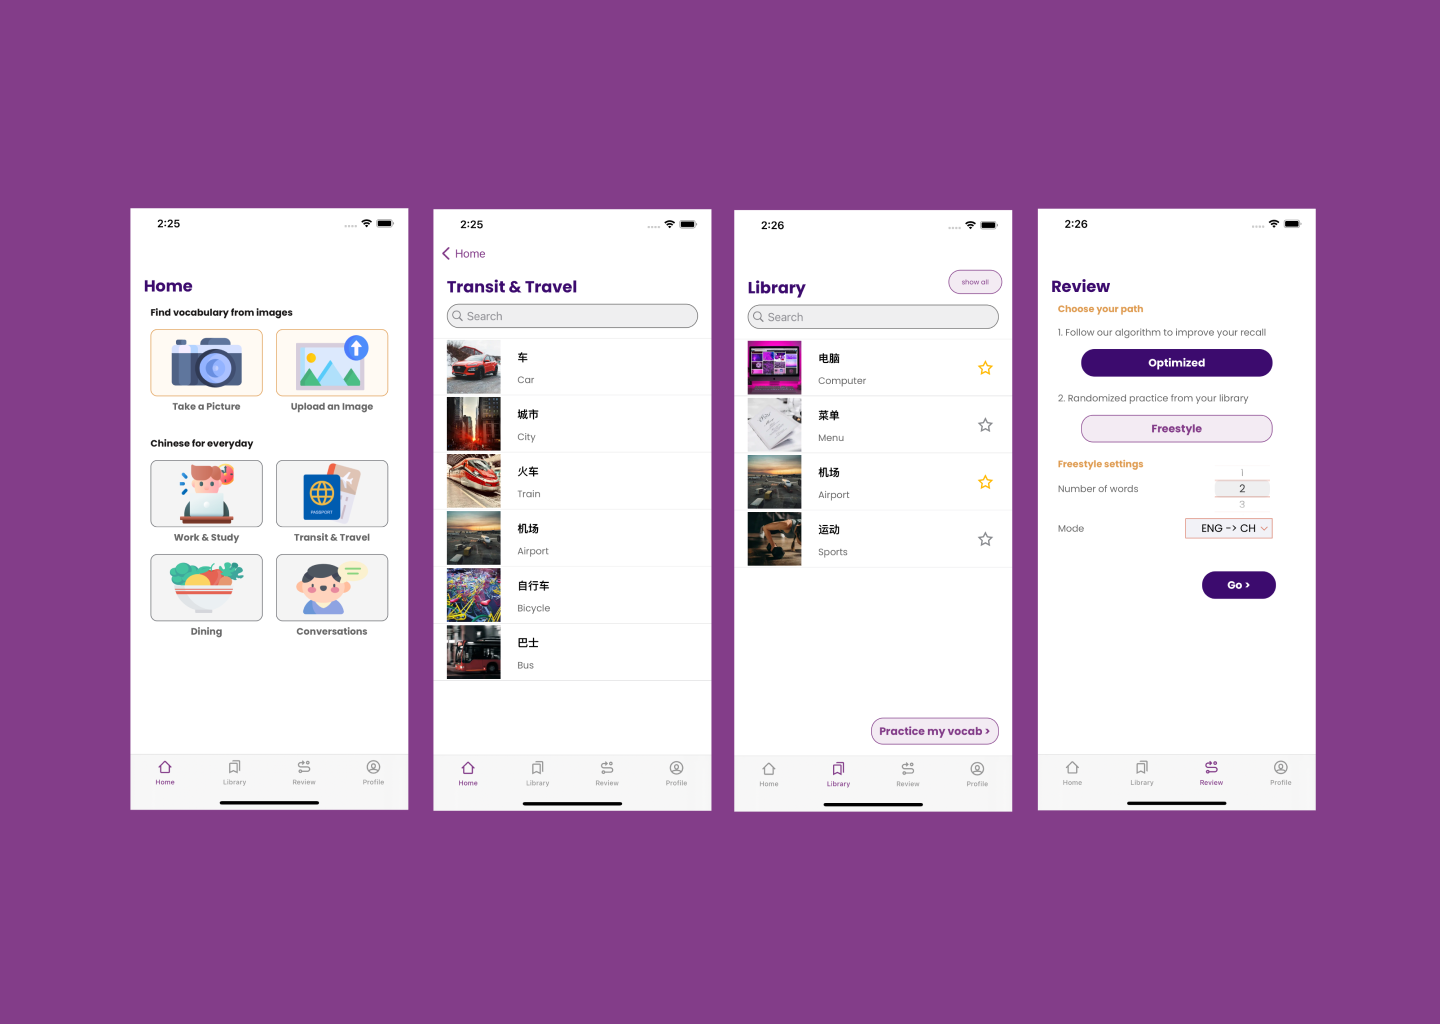 2:25
Home
Find vocabulary from images
Take a Picture
Upload an Image
Chinese for everyday
Work & Study
PASSPORT
Transit & Travel
Dining
Conversations
Home
Library
Review
Profile
2:25
Home
Transit & Travel
Search
车
Car
城市
City
火车
Train
机场
Airport
自行车
Bicycle
巴士
Bus
Home
Library
Review
Profile
2:26
show all
Library
Search
电脑
Computer
菜单
Menu
机场
Airport
运动
Sports
Practice my vocab >
Home
Library
Review
Profile
2:26
Review
Choose your path
1. Follow our algorithm to improve your recall
Optimized
2. Randomized practice from your library
Freestyle
Freestyle settings
1
Number of words 2
3
Mode ENG -> CH
Go >
Home
Library
Review
Profile